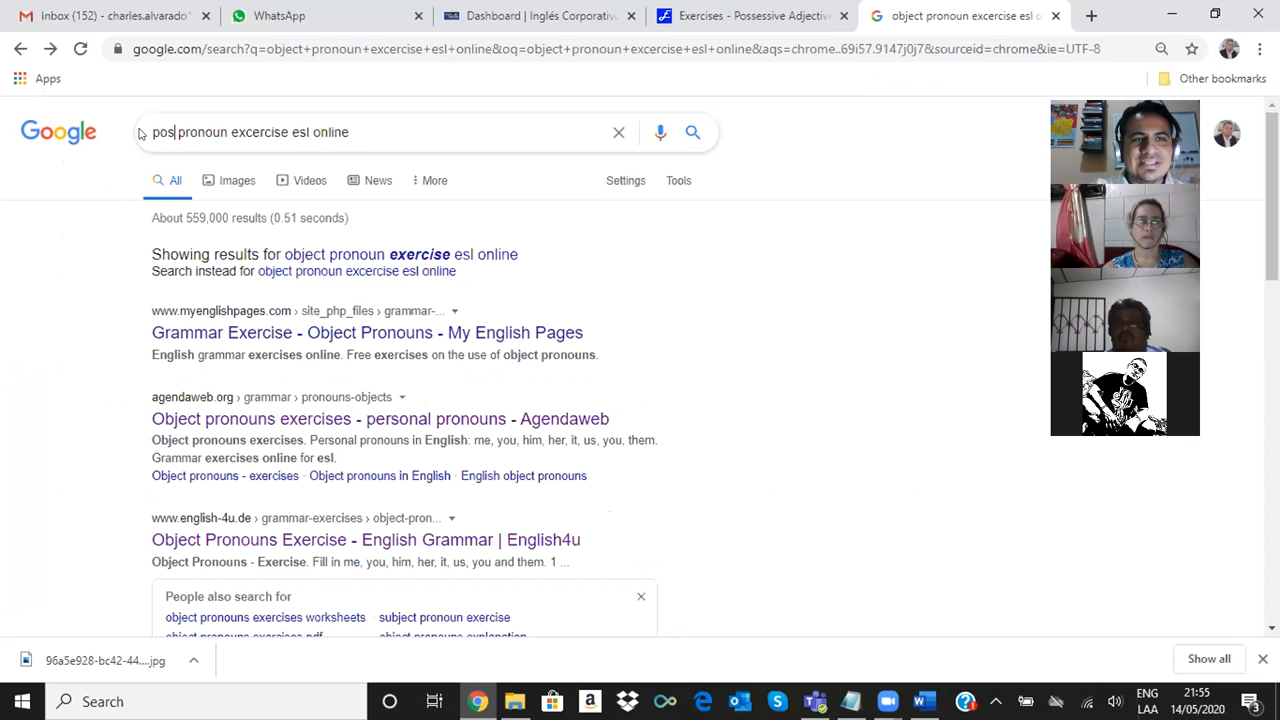 Inbox (152) - charles.alvarado
WhatsApp
Dashboard | Inglés Corporativ
Exercises - Possessive Adjectiv
object pronoun excercise esl o
google.com/search?q=object+pronoun+excercise+esl+online&oq=object+pronoun+excercise+esl+online&aqs=chrome..69i57.9147j0j7&sourceid=chrome&ie=UTF-8
Apps
Other bookmarks
Google
pos pronoun excercise esl online
All
Images
Videos
News
More
Settings
Tools
About 559,000 results (0.51 seconds)
Showing results for object pronoun exercise esl online
Search instead for object pronoun excercise esl online
www.myenglishpages.com › site_php_files › grammar-...
Grammar Exercise - Object Pronouns - My English Pages
English grammar exercises online. Free exercises on the use of object pronouns.
agendaweb.org › grammar › pronouns-objects
Object pronouns exercises - personal pronouns - Agendaweb
Object pronouns exercises. Personal pronouns in English: me, you, him, her, it, us, you, them.
Grammar exercises online for esl.
Object pronouns - exercises · Object pronouns in English · English object pronouns
www.english-4u.de › grammar-exercises › object-pron...
Object Pronouns Exercise - English Grammar | English4u
Object Pronouns - Exercise. Fill in me, you, him, her, it, us, you and them. 1 ...
People also search for
object pronouns exercises worksheets
subject pronoun exercise
object pronouns exercises pdf
object pronouns explanation
96a5e928-bc42-44....jpg
Show all
Search
ENG
LAA
21:55
14/05/2020
3